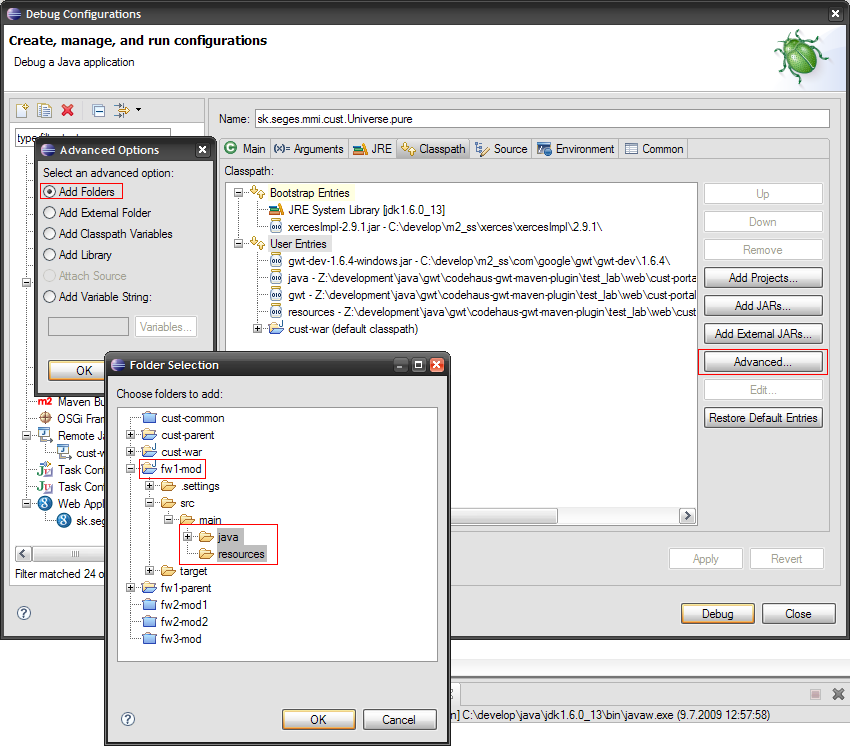 Debug Configurations
Create, manage, and run configurations
Debug a Java application
Name: sk.seges.mmi.cust.Universe.pure
Main (x)= Arguments JRE Classpath Source Environment Common
Classpath:
Bootstrap Entries
JRE System Library [jdk1.6.0_13]
xercesImpl-2.9.1.jar - C:\develop\m2_ss\xerces\xercesImpl\2.9.1\
User Entries
gwt-dev-1.6.4-windows.jar - C:\develop\m2_ss\com\google\gwt\gwt-dev\1.6.4\
java - Z:\development\java\gwt\codehaus-gwt-maven-plugin\test_lab\web\cust-porta
gwt - Z:\development\java\gwt\codehaus-gwt-maven-plugin\test_lab\web\cust-portal
resources - Z:\development\java\gwt\codehaus-gwt-maven-plugin\test_lab\web\cust
cust-war (default classpath)
Up
Down
Remove
Add Projects...
Add JARs...
Add External JARs...
Advanced...
Edit...
Restore Default Entries
Apply Revert
Debug Close
Advanced Options
Select an advanced option:
Add Folders
Add External Folder
Add Classpath Variables
Add Library
Attach Source
Add Variable String:
Variables...
OK
m2 Maven Bu
OSGi Fram
Remote Ja
cust-w
Ju Task Con
Ju Task Con
Web Appl
sk.seg
Filter matched 24 o
Folder Selection
Choose folders to add:
cust-common
cust-parent
cust-war
fw1-mod
.settings
src
main
java
resources
target
fw1-parent
fw2-mod1
fw2-mod2
fw3-mod
OK Cancel
n] C:\develop\java\jdk1.6.0_13\bin\javaw.exe (9.7.2009 12:57:58)